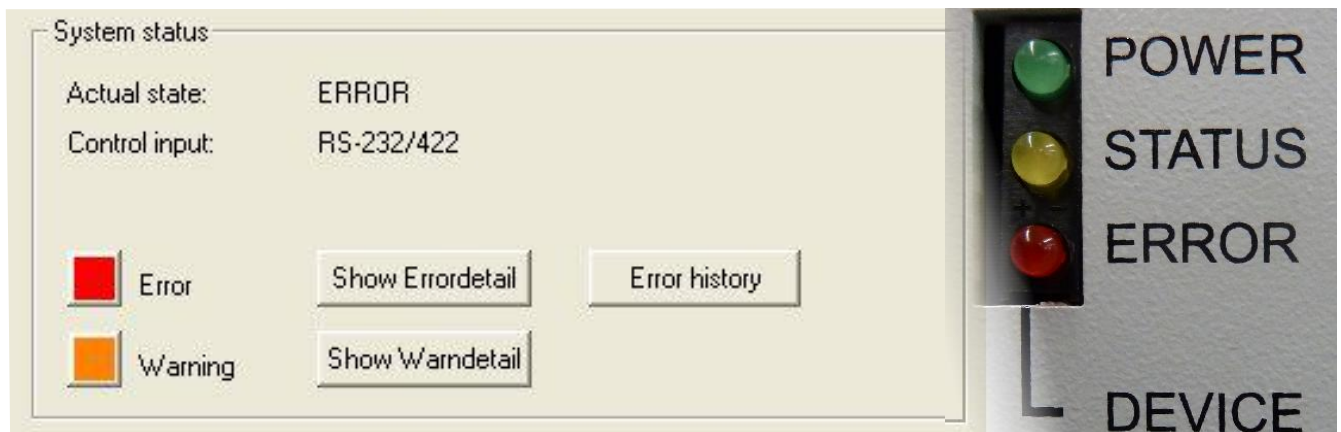 System status
Actual state: ERROR
Control input: RS-232/422
Error Show Errordetail Error history
Warning Show Warndetail
POWER
STATUS
+ -
ERROR
DEVICE